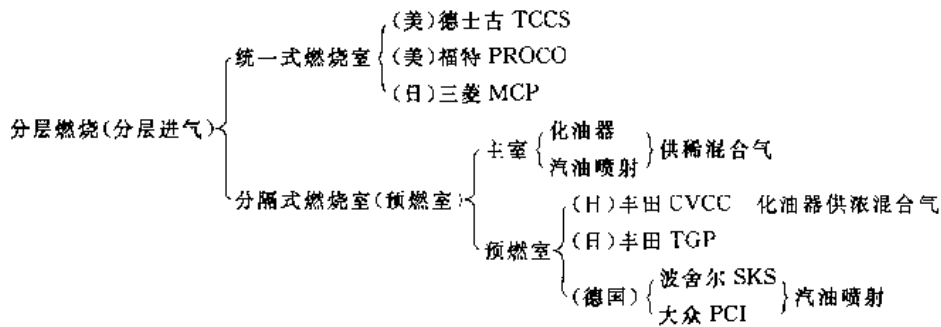 (美)德士古 TCCS
统一式燃烧室 (美)福特 PROCO
(日)三菱 MCP
分层燃烧(分层进气)
主室 化油器 汽油喷射 供稀混合气
分隔式燃烧室(预燃室)
(日)丰田 CVCC 化油器供浓混合气
预燃室 (日)丰田 TGP
(德国) 波舍尔 SKS 大众 PCI 汽油喷射